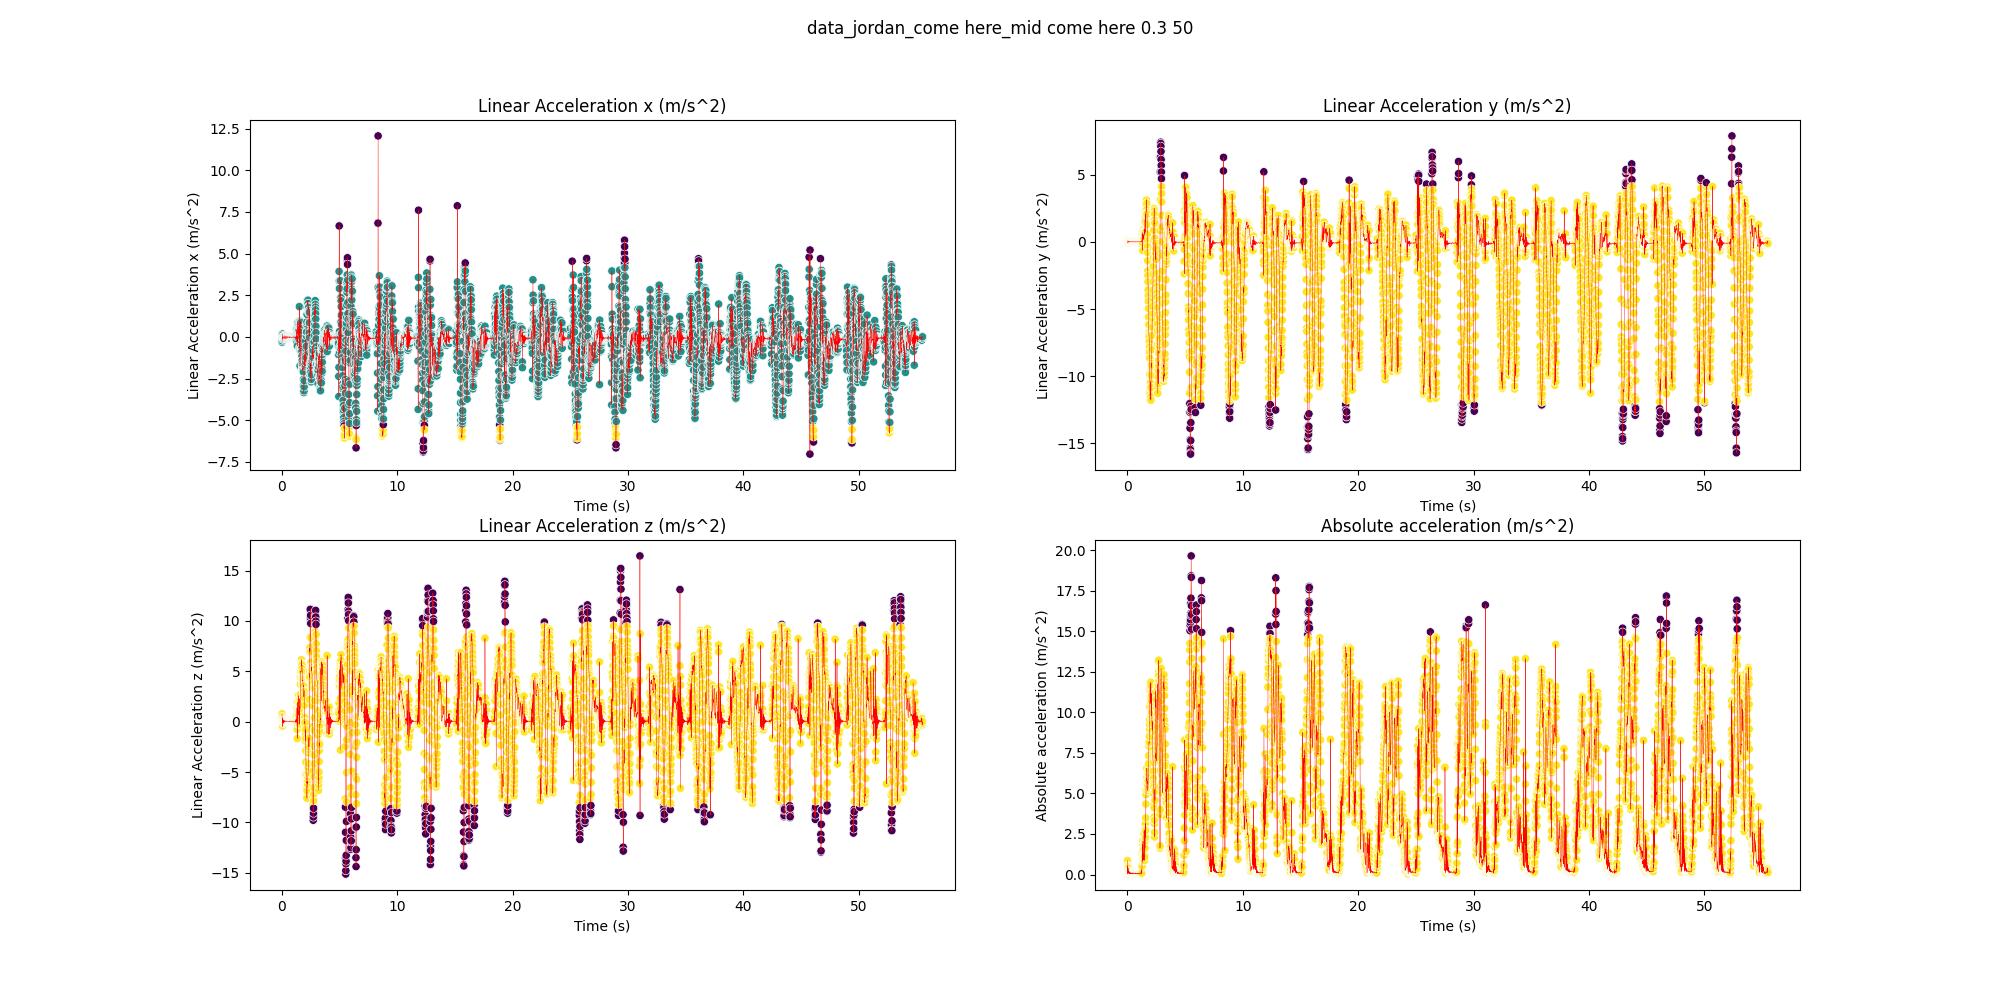 data_jordan_come here_mid come here 0.3 50
Linear Acceleration x (m/s^2)
Linear Acceleration x (m/s^2)
12.5
10.0
7.5
5.0
2.5
0.0
−2.5
−5.0
−7.5
0 10 20 30 40 50
Time (s)
Linear Acceleration y (m/s^2)
Linear Acceleration y (m/s^2)
5
0
−5
−10
−15
0 10 20 30 40 50
Time (s)
Linear Acceleration z (m/s^2)
Linear Acceleration z (m/s^2)
15
10
5
0
−5
−10
−15
0 10 20 30 40 50
Time (s)
Absolute acceleration (m/s^2)
Absolute acceleration (m/s^2)
20.0
17.5
15.0
12.5
10.0
7.5
5.0
2.5
0.0
0 10 20 30 40 50
Time (s)